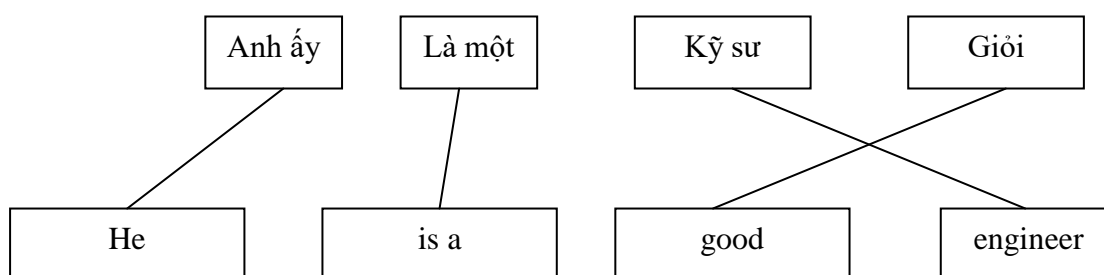 Anh ấy Là một Kỹ sư Giỏi
He is a good engineer